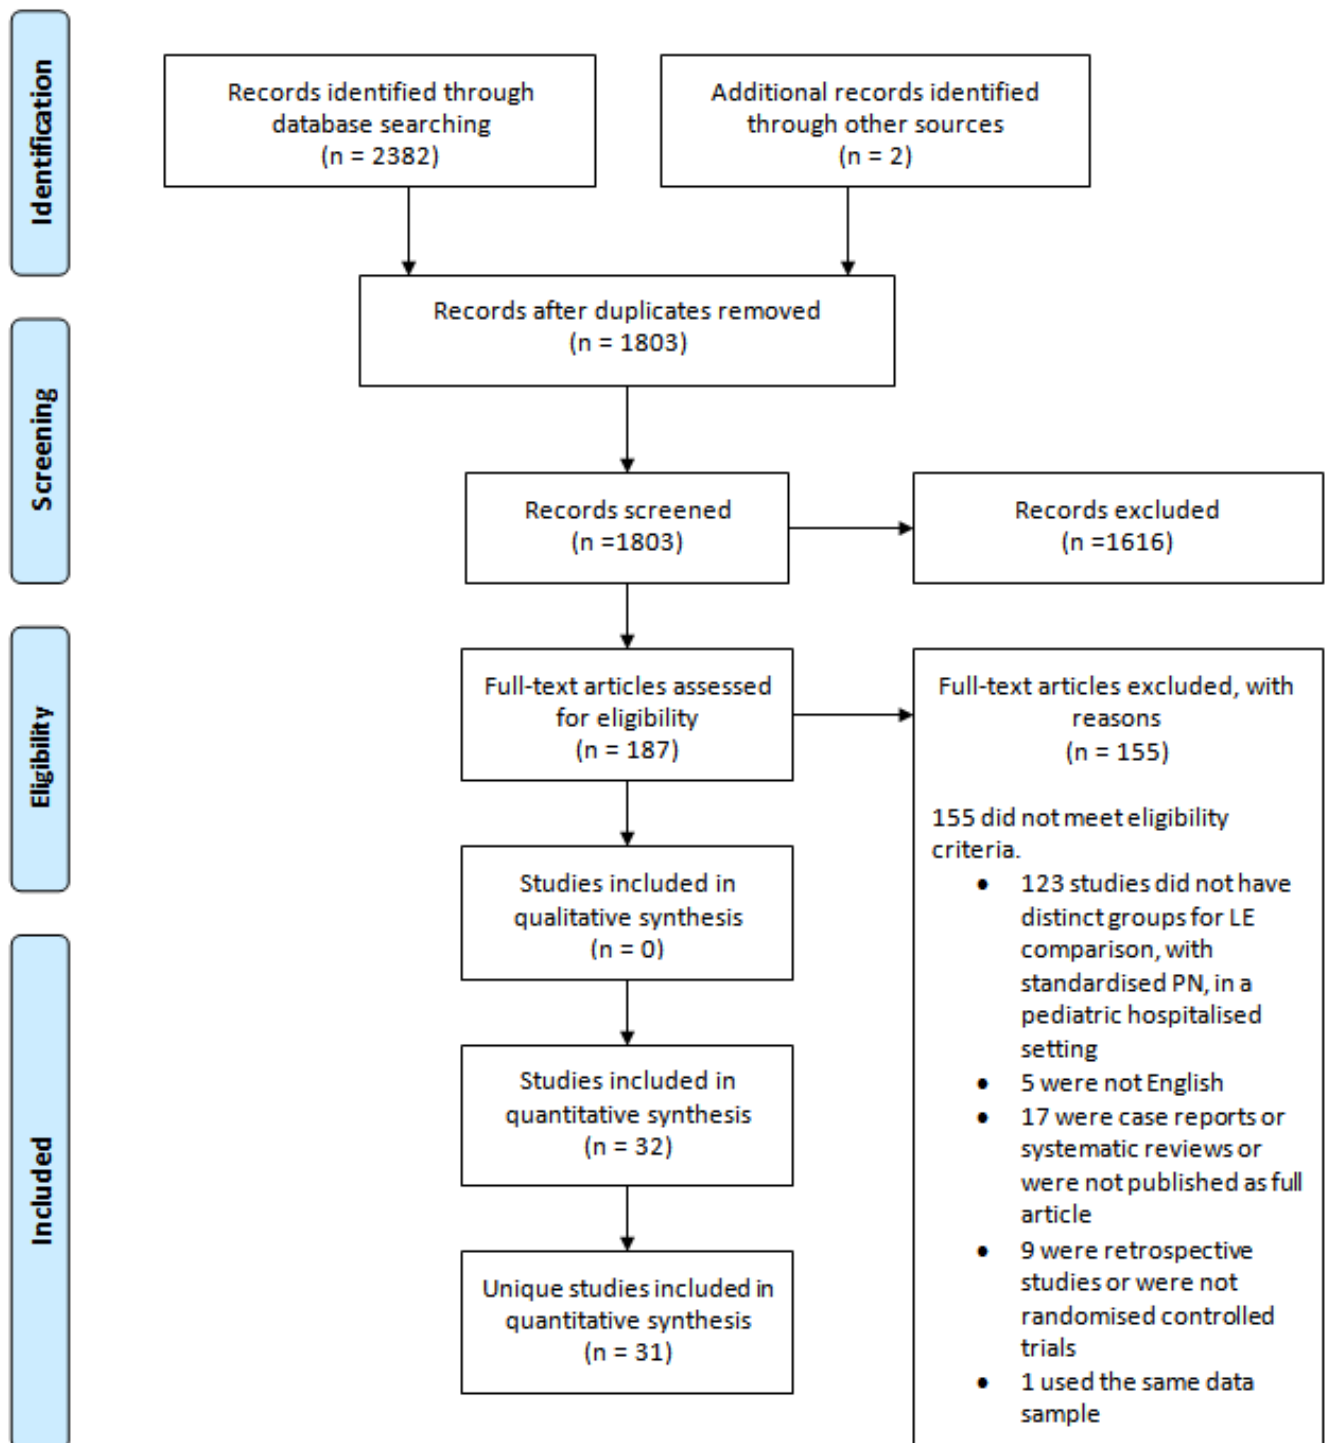 Identification
Records identified through
database searching
(n = 2382)
Additional records identified
through other sources
(n = 2)
Records after duplicates removed
(n = 1803)
Screening
Records screened
(n =1803)
Records excluded
(n =1616)
Eligibility
Full-text articles assessed
for eligibility
(n = 187)
Full-text articles excluded, with
reasons
(n = 155)
155 did not meet eligibility
criteria.
● 123 studies did not have
distinct groups for LE
comparison, with
standardised PN, in a
pediatric hospitalised
setting
● 5 were not English
● 17 were case reports or
systematic reviews or
were not published as full
article
● 9 were retrospective
studies or were not
randomised controlled
trials
● 1 used the same data
sample
Studies included in
qualitative synthesis
(n = 0)
Included
Studies included in
quantitative synthesis
(n = 32)
Unique studies included in
quantitative synthesis
(n = 31)